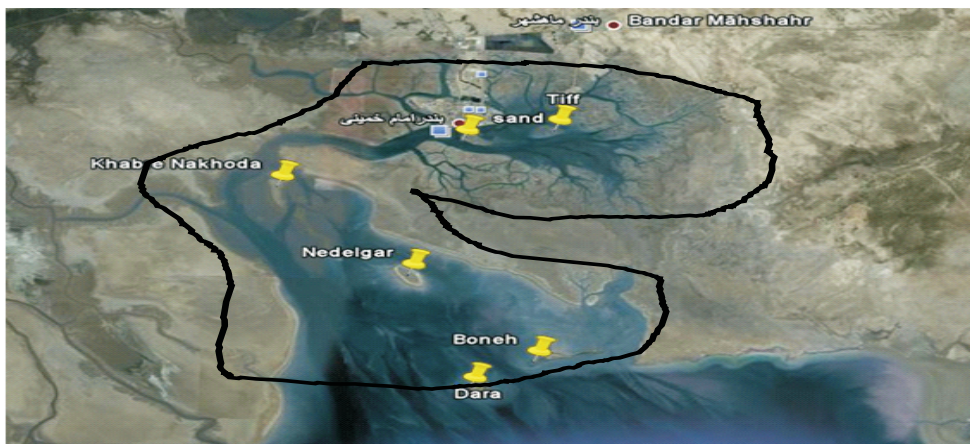 بندر ماهشهر Bandar Māhshahr
Tiff
بندرامام خمینی sand
Khab e Nakhoda
Nedelgar
Boneh
Dara